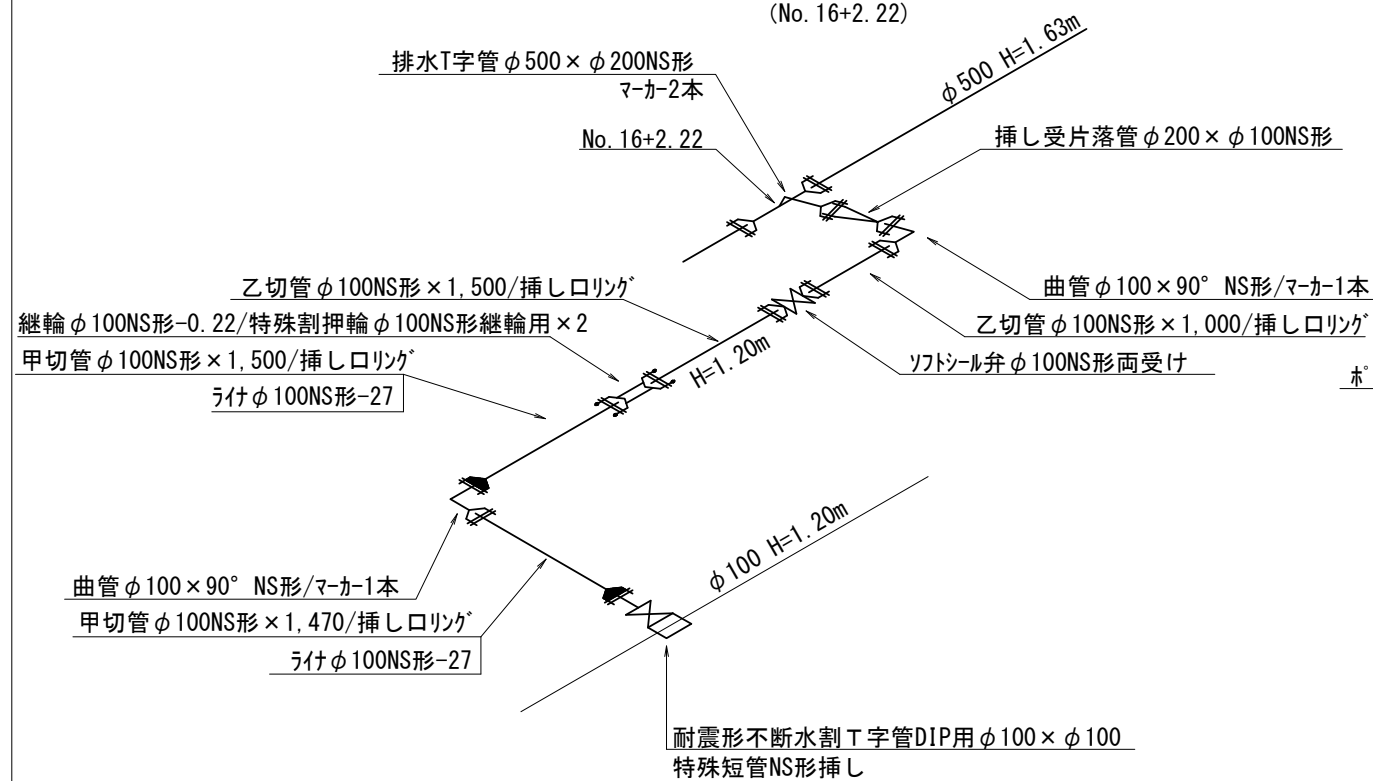 (No.16+2.22)
排水T字管φ500×φ200NS形
マーカー2本
φ500 H=1.63m
No.16+2.22
挿し受片落管φ200×φ100NS形
乙切管φ100NS形×1,500/挿し口リング
曲管φ100×90° NS形/マーカー1本
継輪φ100NS形-0.22/特殊割押輪φ100NS形継輪用×2
乙切管φ100NS形×1,000/挿し口リング
甲切管φ100NS形×1,500/挿し口リング
H=1.20m
ソフトシール弁φ100NS形両受け
ライナφ100NS形-27
ポ
φ100 H=1.20m
曲管φ100×90° NS形/マーカー1本
甲切管φ100NS形×1,470/挿し口リング
ライナφ100NS形-27
耐震形不断水割T字管DIP用φ100×φ100
特殊短管NS形挿し